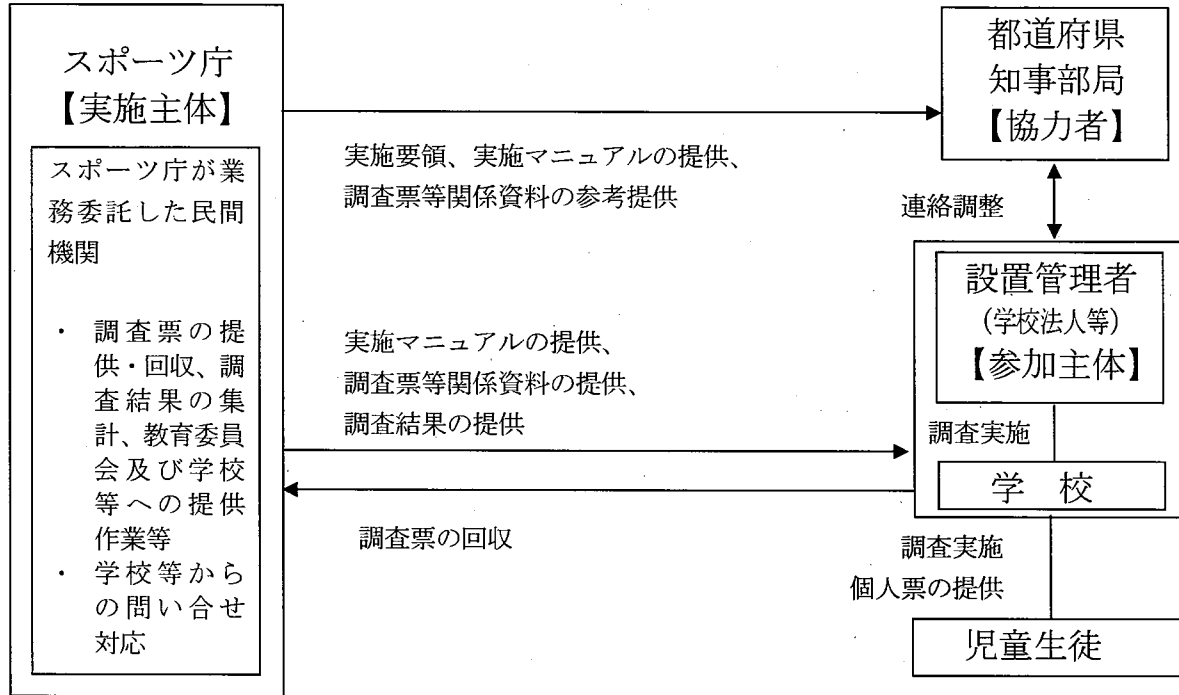 スポーツ庁
【実施主体】
スポーツ庁が業
務委託した民間
機関
・ 調査票の提
供・回収、調
査結果の集
計、教育委員
会及び学校
等への提供
作業等
・ 学校等から
の問い合せ
対応
実施要領、実施マニュアルの提供、
調査票等関係資料の参考提供
実施マニュアルの提供、
調査票等関係資料の提供、
調査結果の提供
調査票の回収
都道府県
知事部局
【協力者】
連絡調整
設置管理者
(学校法人等)
【参加主体】
調査実施
学 校
調査実施
個人票の提供
児童生徒